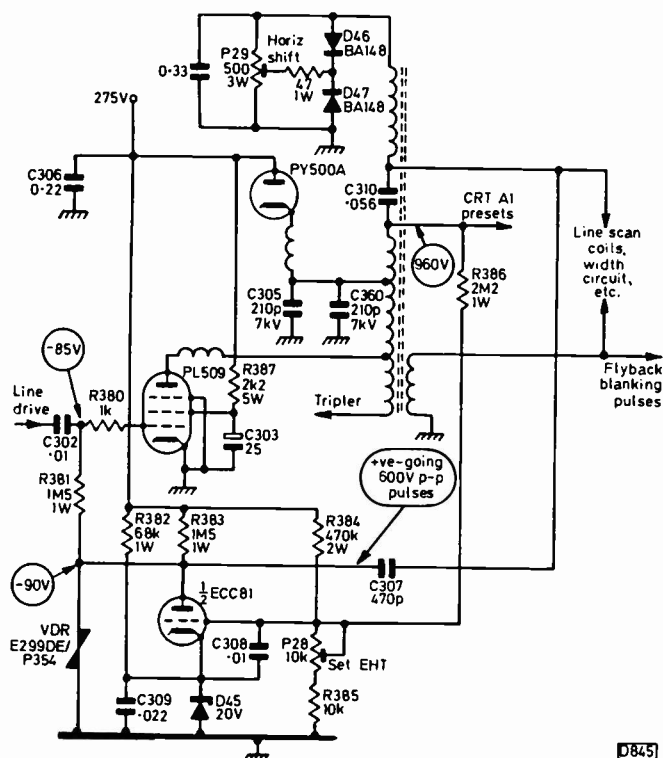 D46
BA148
Horiz
shift
P29
500
3W
0·33
47
1W
D47
BA148
275V
PY500A
C306
0·22
C310
·056
CRT A1
presets
Line scan
coils,
width
circuit,
etc.
960V
R386
2M2
1W
C305
210p
7kV
C360
210p
7kV
-85V
PL509
R387
2k2
5W
Flyback
blanking
pulses
Line
drive
R380
1k
Tripler
C302
·01
C303
25
R381
1M5
1W
+ve-going
600V p-p
pulses
R382
68k
1W
R383
1M5
1W
R384
470k
2W
-90V
C307
470p
½ECC81
VDR
E299DE/
P354
C308
·01
P28
10k
Set EHT
C309
·022
D45
20V
R385
10k
D845